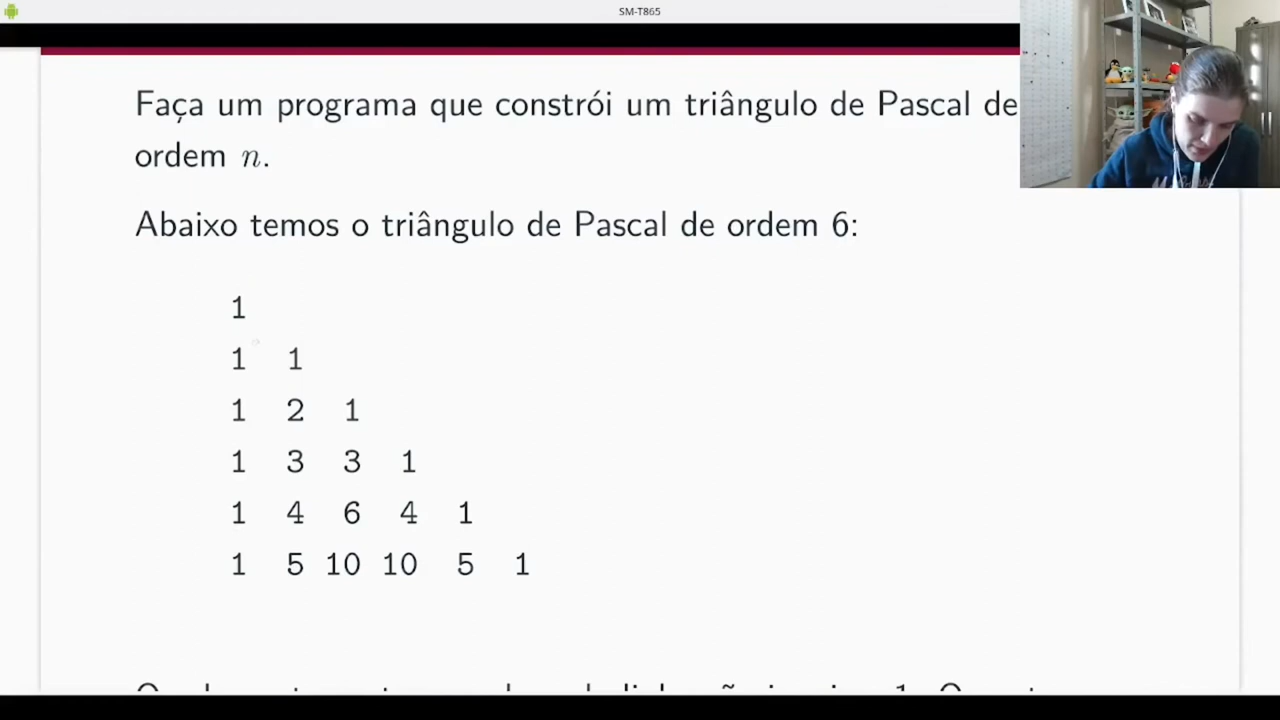 SM-T865
Faça um programa que constrói um triângulo de Pascal de
ordem n.
Abaixo temos o triângulo de Pascal de ordem 6:
1
1 1
1 2 1
1 3 3 1
1 4 6 4 1
1 5 10 10 5 1